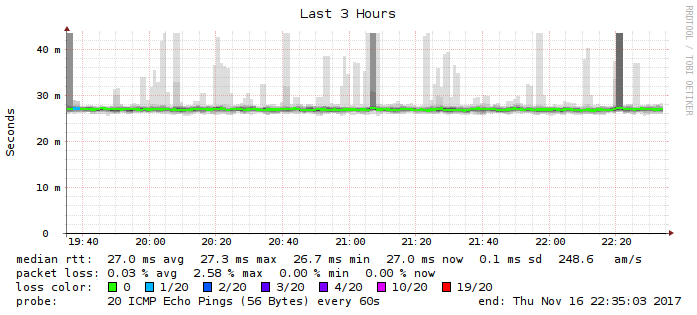 Last 3 Hours
RRDTOOL / TOBI OETIKER
Seconds
40 m
30 m
20 m
10 m
0
19:40 20:00 20:20 20:40 21:00 21:20 21:40 22:00 22:20
median rtt: 27.0 ms avg 27.3 ms max 26.7 ms min 27.0 ms now 0.1 ms sd 248.6 am/s
packet loss: 0.03 % avg 2.58 % max 0.00 % min 0.00 % now
loss color: 0 1/20 2/20 3/20 4/20 10/20 19/20
probe: 20 ICMP Echo Pings (56 Bytes) every 60s end: Thu Nov 16 22:35:03 2017